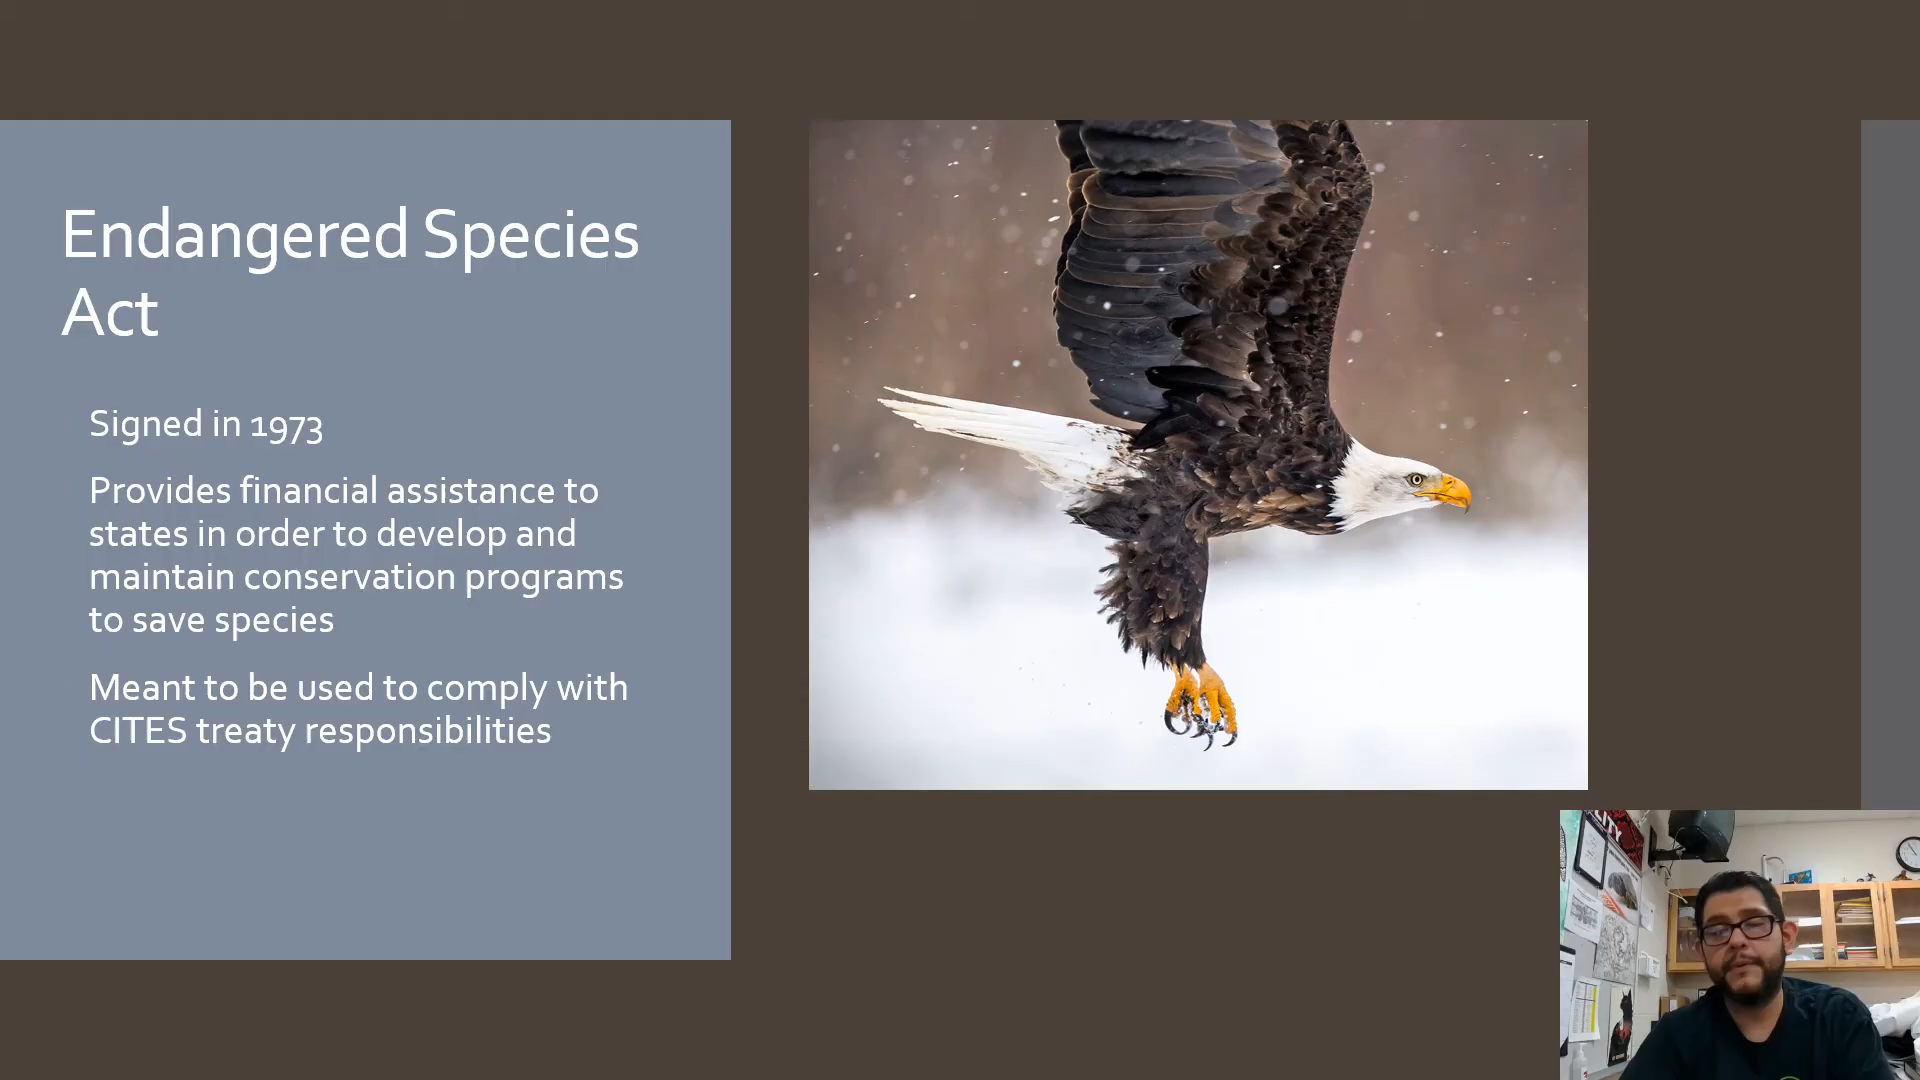 Endangered Species
Act
Signed in 1973
Provides financial assistance to
states in order to develop and
maintain conservation programs
to save species
Meant to be used to comply with
CITES treaty responsibilities